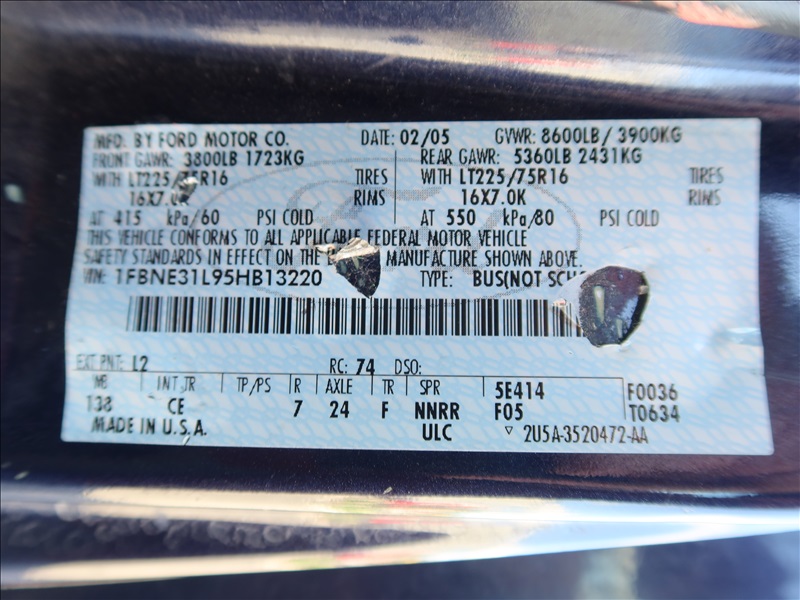 MFD. BY FORD MOTOR CO. DATE: 02/05 GVWR: 8600LB/ 3900KG
FRONT GAWR: 3800LB 1723KG REAR GAWR: 5360LB 2431KG
WITH LT225/75R16 TIRES WITH LT225/75R16 TIRES
16X7.0K RIMS 16X7.0K RIMS
AT 415 kPa/60 PSI COLD AT 550 kPa/80 PSI COLD
THIS VEHICLE CONFORMS TO ALL APPLICABLE FEDERAL MOTOR VEHICLE
SAFETY STANDARDS IN EFFECT ON THE MANUFACTURE SHOWN ABOVE.
VIN: 1FBNE31L95HB13220 TYPE: BUS(NOT
EXT PNT: L2 RC: 74 DSO:
WB INT TR TP/PS R AXLE TR SPR 5E414 F0036
138 CE 7 24 F NNRR F05 T0634
MADE IN U.S.A. ULC ▽ 2U5A-3520472-AA